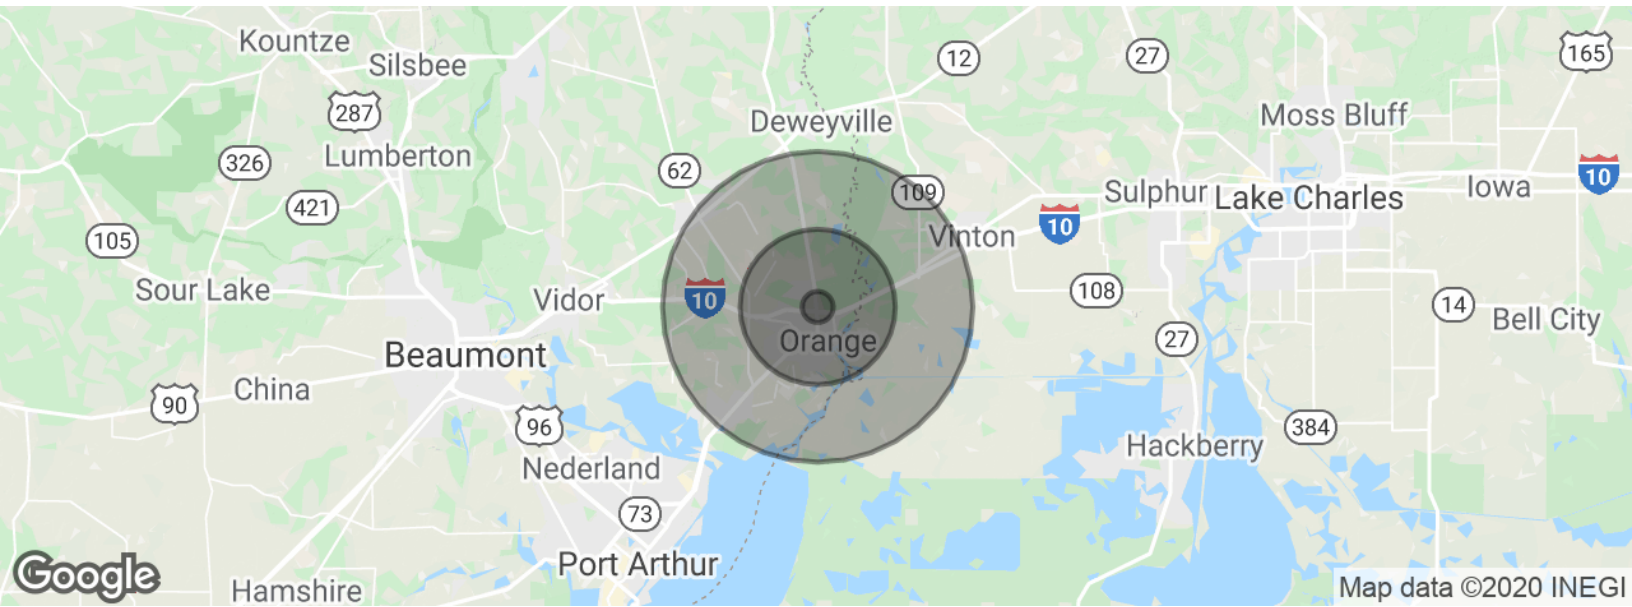 Kountze
Silsbee
12
27
165
287
Deweyville
Moss Bluff
326
Lumberton
62
109
10
Iowa
421
Sulphur
Lake Charles
105
10
Vinton
Sour Lake
Vidor
10
108
14
Bell City
Orange
27
Beaumont
China
90
96
384
Hackberry
Nederland
73
Port Arthur
Google
Hamshire
Map data ©2020 INEGI